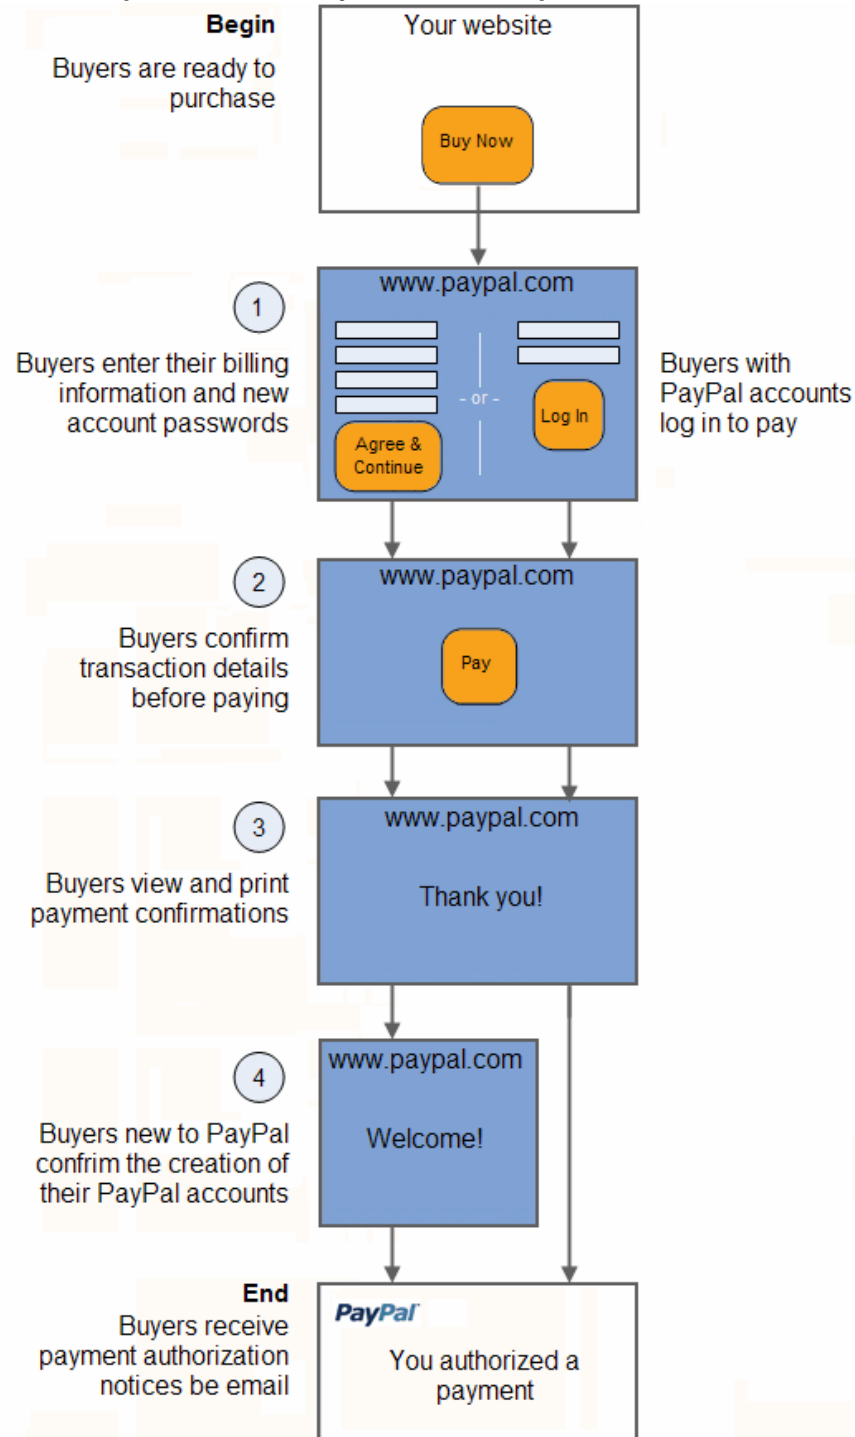 Begin
Your website
Buyers are ready to
purchase
Buy Now
www.paypal.com
1
Buyers enter their billing
information and new
account passwords
- or -
Agree &
Continue
Log In
Buyers with
PayPal accounts
log in to pay
2
www.paypal.com
Buyers confirm
transaction details
before paying
Pay
3
www.paypal.com
Buyers view and print
payment confirmations
Thank you!
4
www.paypal.com
Buyers new to PayPal
confrim the creation of
their PayPal accounts
Welcome!
End
Buyers receive
payment authorization
notices be email
PayPal
You authorized a
payment